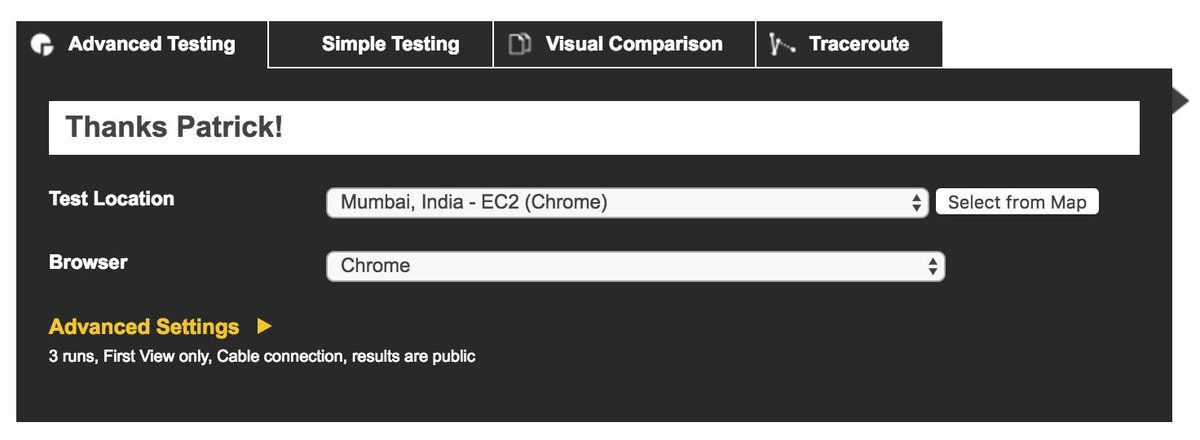 Advanced Testing
Simple Testing
Visual Comparison
Traceroute
Thanks Patrick!
Test Location
Mumbai, India - EC2 (Chrome)
Select from Map
Browser
Chrome
Advanced Settings
3 runs, First View only, Cable connection, results are public